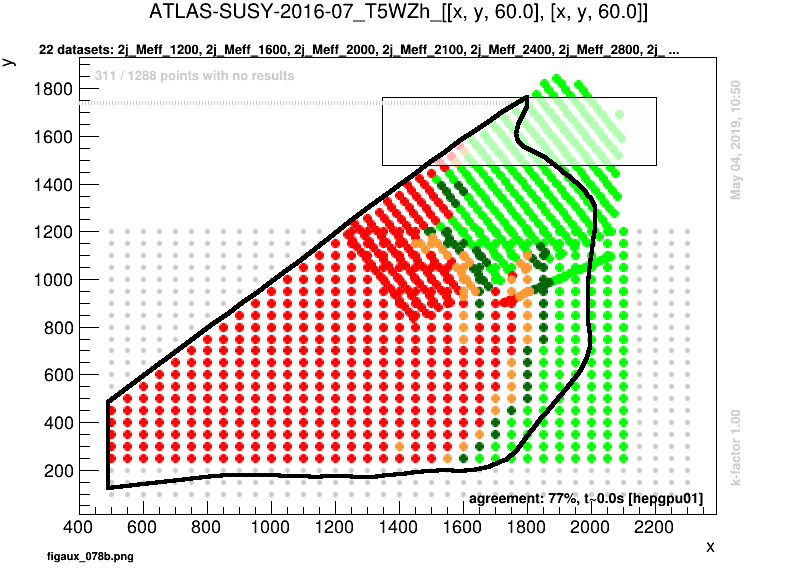 ATLAS-SUSY-2016-07_T5WZh_[[x, y, 60.0], [x, y, 60.0]]
22 datasets: 2j_Meff_1200, 2j_Meff_1600, 2j_Meff_2000, 2j_Meff_2100, 2j_Meff_2400, 2j_Meff_2800, 2j_ ...
y
311 / 1288 points with no results
1800
1600
1400
1200
1000
800
600
400
200
May 04, 2019, 10:50
k-factor 1.00
agreement: 77%, t~0.0s [hepgpu01]
400 600 800 1000 1200 1400 1600 1800 2000 2200
x
figaux_078b.png